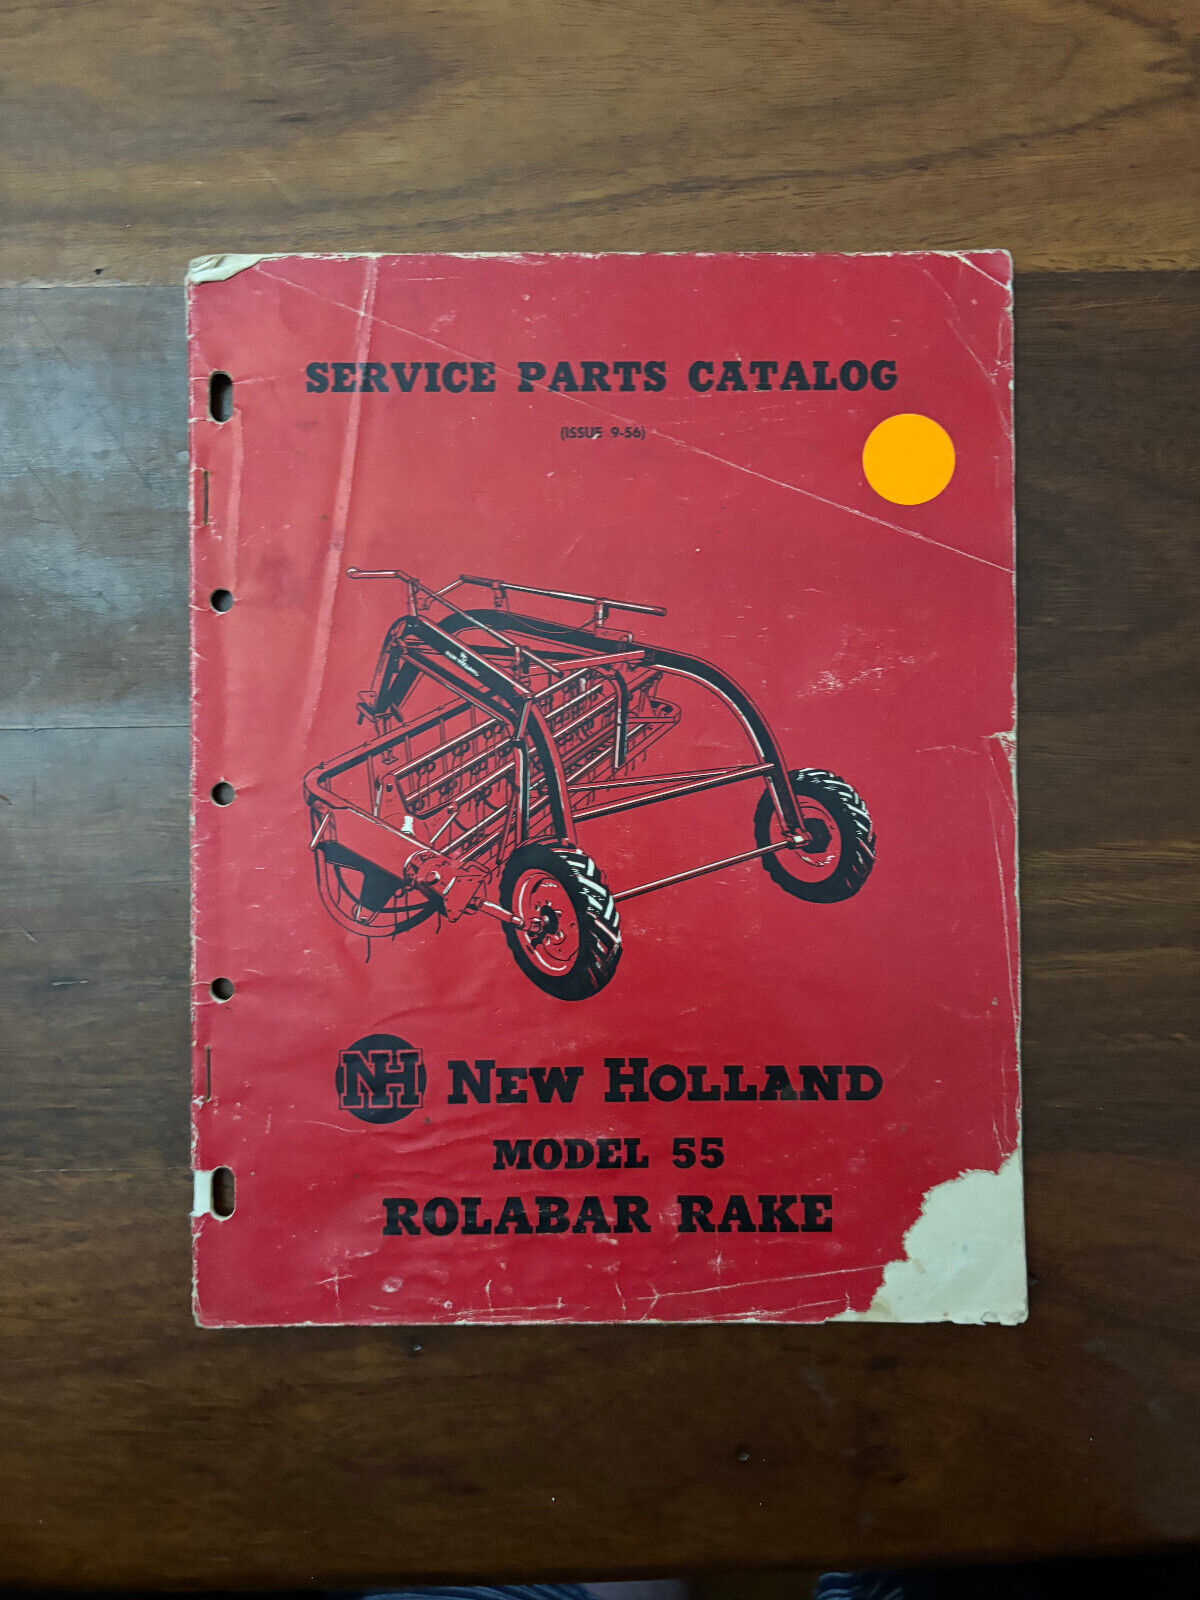 SERVICE PARTS CATALOG
(ISSUE 9-56)
NH NEW HOLLAND
MODEL 55
ROLABAR RAKE